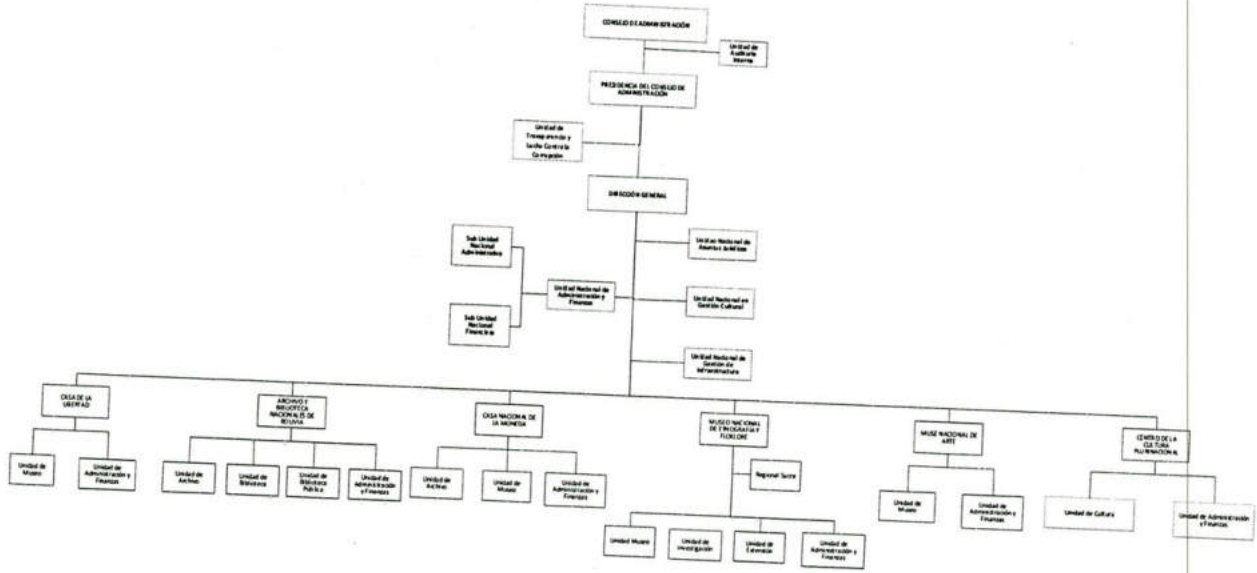 CONSEJO DE ADMINISTRACIÓN
Unidad de
Auditoria
Interna
PRESIDENCIA DEL CONSEJO DE
ADMINISTRACIÓN
Unidad de
Transparencia y
Lucha Contra la
Corrupción
DIRECCIÓN GENERAL
Sub Unidad
Nacional
Administrativa
Unidad Nacional de
Asuntos Jurídicos
Unidad Nacional de
Administración y
Finanzas
Unidad Nacional en
Gestión Cultural
Sub Unidad
Nacional
Financiera
Unidad Nacional de
Gestión de
Infraestructura
CASA DE LA
LIBERTAD
ARCHIVO Y
BIBLIOTECA
NACIONALES DE
BOLIVIA
CASA NACIONAL DE
LA MONEDA
MUSEO NACIONAL
DE ETNOGRAFÍA Y
FLOKLORE
MUSE NACIONAL DE
ARTE
CENTRO DE LA
CULTURA
PLURINACIONAL
Unidad de
Museo
Unidad de
Administración y
Finanzas
Unidad de
Archivo
Unidad de
Biblioteca
Unidad de
Biblioteca
Pública
Unidad de
Administración
y Finanzas
Unidad de
Archivo
Unidad de
Museo
Unidad de
Administración y
Finanzas
Regional Sucre
Unidad Museo
Unidad de
Investigación
Unidad de
Extensión
Unidad de
Administración y
Finanzas
Unidad de
Museo
Unidad de
Administración y
Finanzas
Unidad de Cultura
Unidad de Administración
y Finanzas